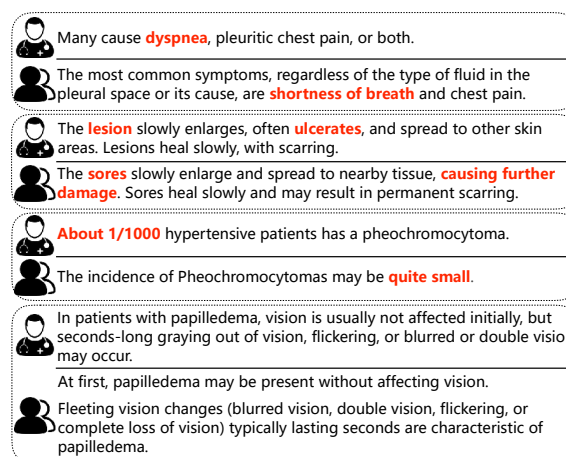 Many cause dyspnea, pleuritic chest pain, or both.
The most common symptoms, regardless of the type of fluid in the
pleural space or its cause, are shortness of breath and chest pain.
The lesion slowly enlarges, often ulcerates, and spread to other skin
areas. Lesions heal slowly, with scarring.
The sores slowly enlarge and spread to nearby tissue, causing further
damage. Sores heal slowly and may result in permanent scarring.
About 1/1000 hypertensive patients has a pheochromocytoma.
The incidence of Pheochromocytomas may be quite small.
In patients with papilledema, vision is usually not affected initially, but
seconds-long graying out of vision, flickering, or blurred or double visio
may occur.
At first, papilledema may be present without affecting vision.
Fleeting vision changes (blurred vision, double vision, flickering, or
complete loss of vision) typically lasting seconds are characteristic of
papilledema.